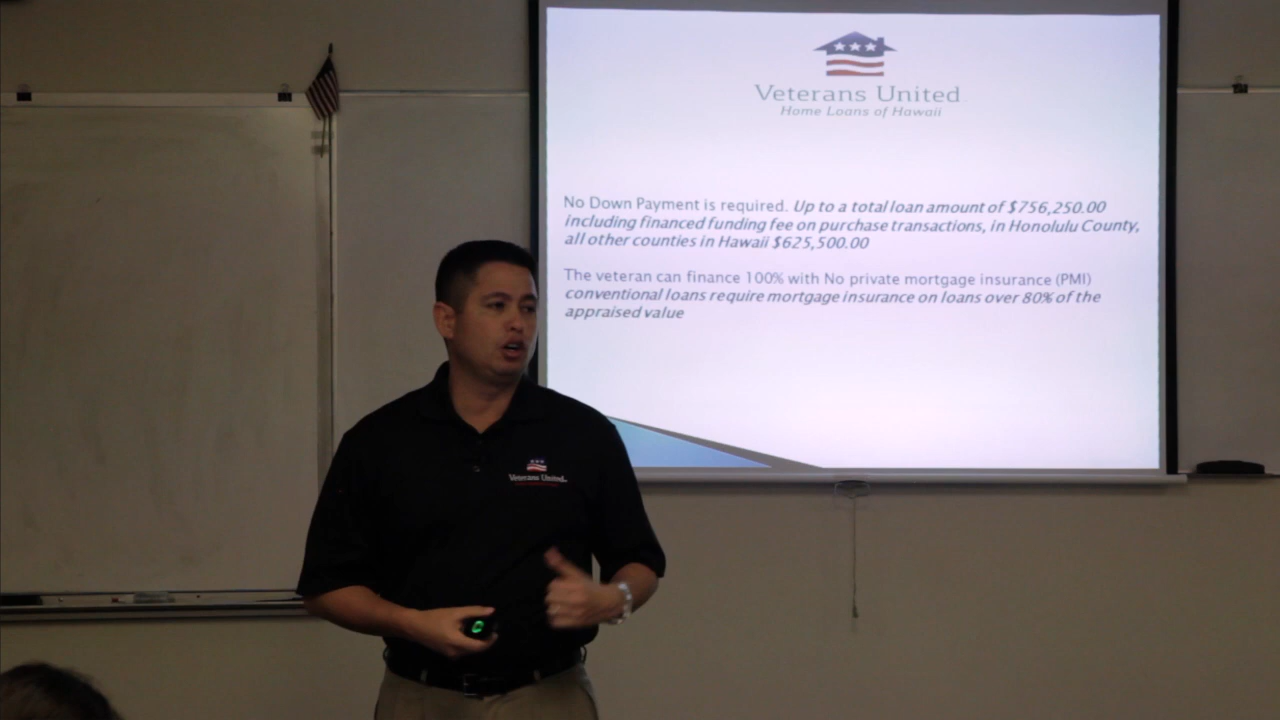 Veterans United
Home Loans of Hawaii
No Down Payment is required. Up to a total loan amount of $756,250.00
including financed funding fee on purchase transactions, in Honolulu County,
all other counties in Hawaii $625,500.00
The veteran can finance 100% with No private mortgage insurance (PMI)
conventional loans require mortgage insurance on loans over 80% of the
appraised value
Veterans United